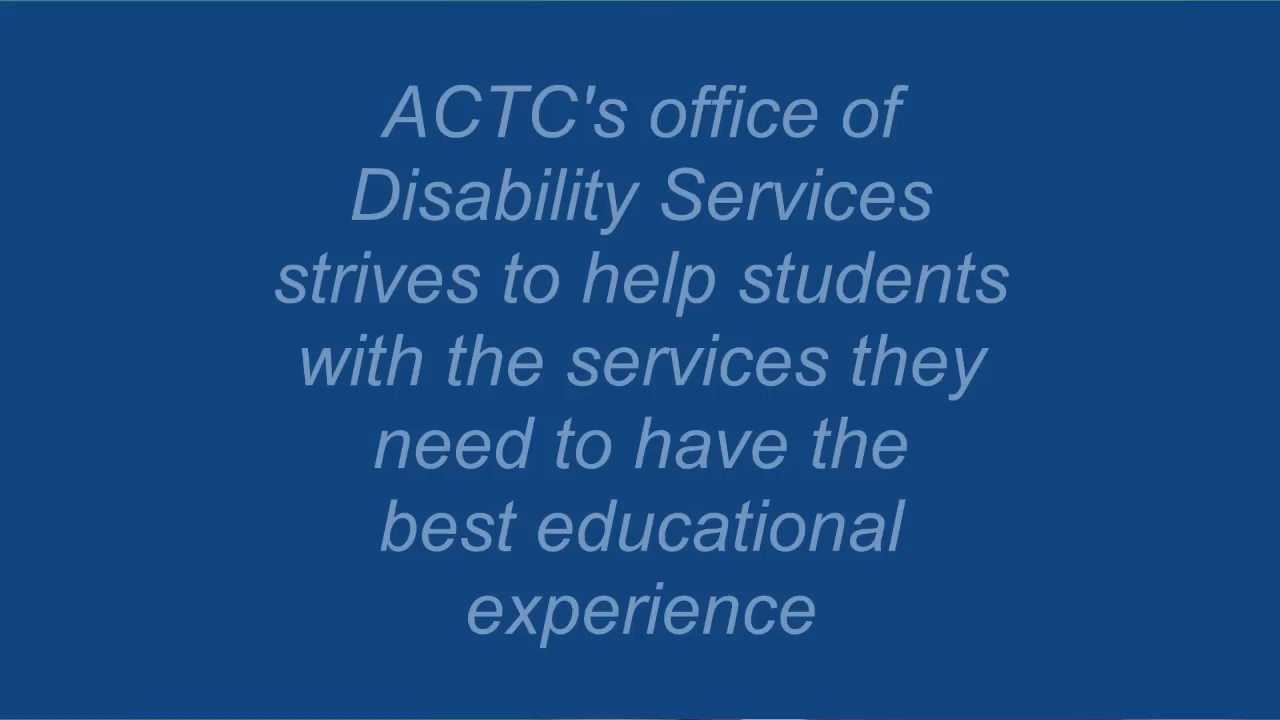 ACTC's office of
Disability Services
strives to help students
with the services they
need to have the
best educational
experience